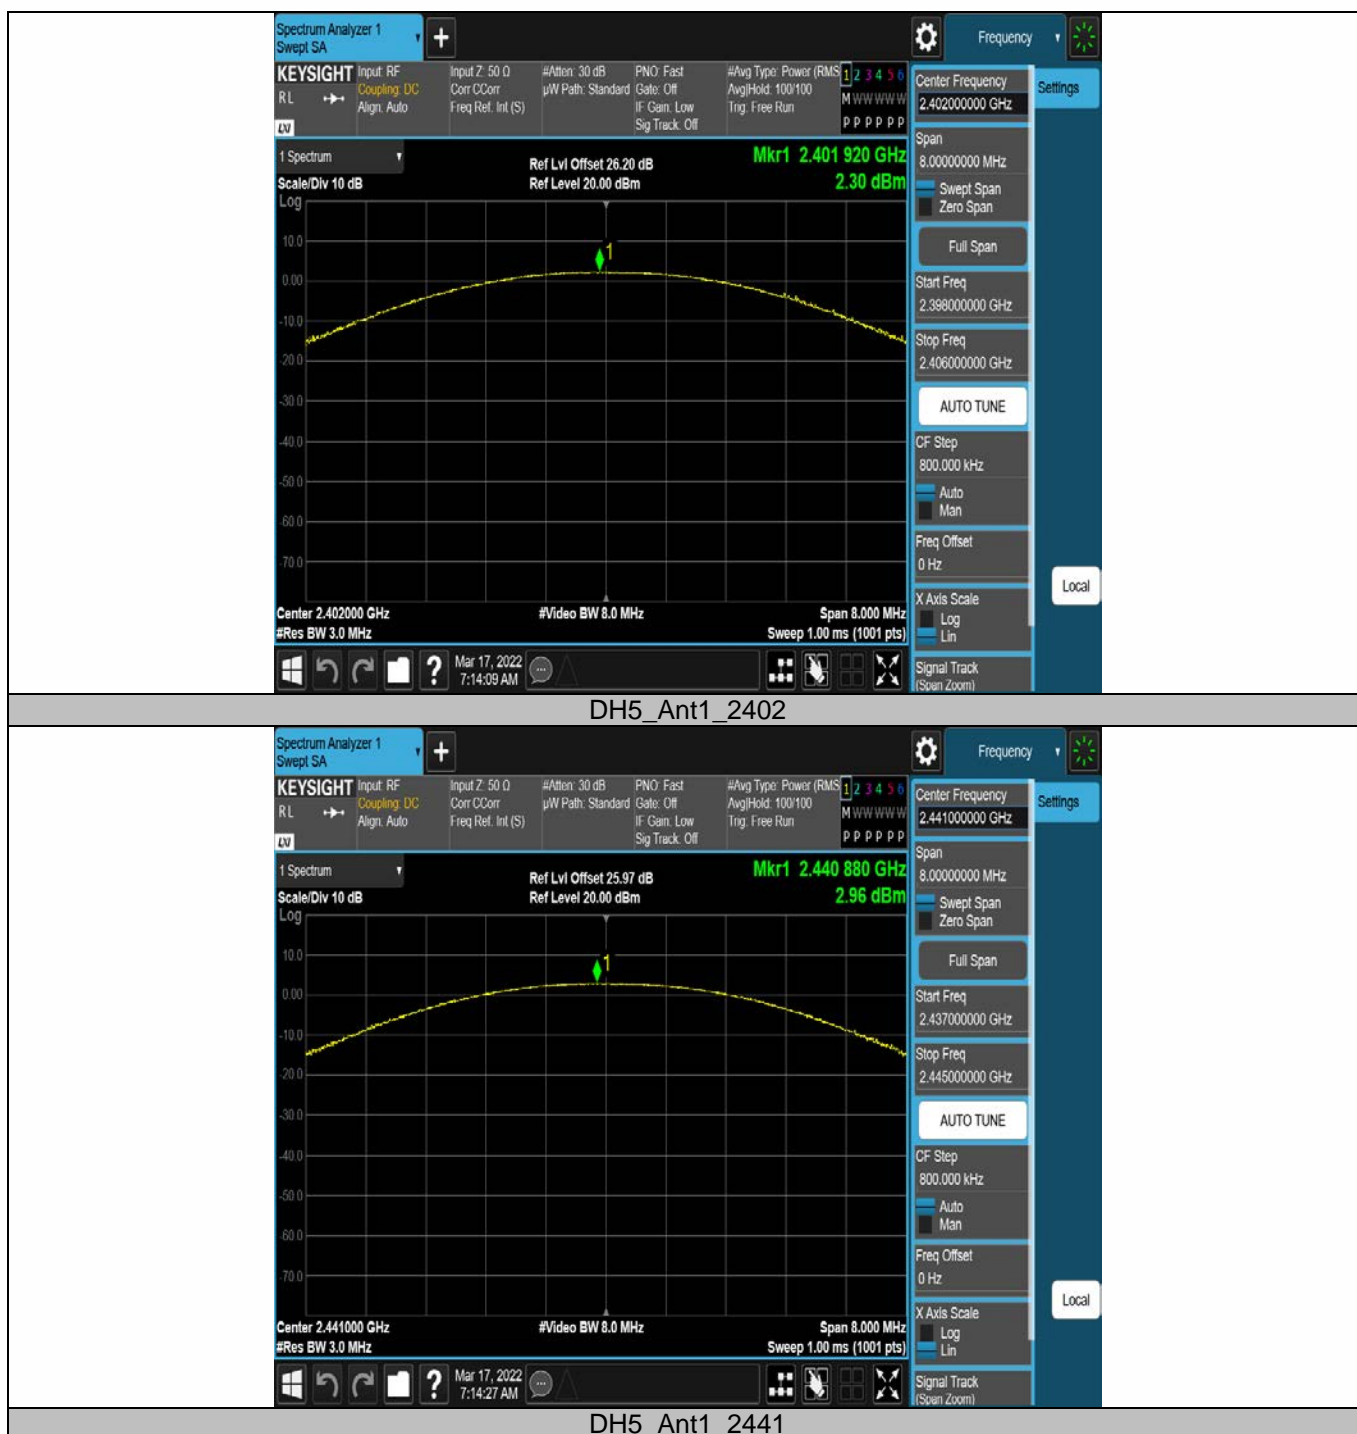 Spectrum Analyzer 1
Swept SA
Frequency
KEYSIGHT
R L
LXI
Input: RF
Coupling: DC
Align: Auto
Input Z: 50 Ω
Corr CCorr
Freq Ref: Int (S)
#Atten: 30 dB
µW Path: Standard
PNO: Fast
Gate: Off
IF Gain: Low
Sig Track: Off
#Avg Type: Power (RMS
Avg|Hold: 100/100
Trig: Free Run
1 2 3 4 5 6
M W W W W W
P P P P P P
Center Frequency
2.402000000 GHz
Settings
Span
8.00000000 MHz
Swept Span
Zero Span
Full Span
Start Freq
2.398000000 GHz
Stop Freq
2.406000000 GHz
AUTO TUNE
CF Step
800.000 kHz
Auto
Man
Freq Offset
0 Hz
X Axis Scale
Log
Lin
Signal Track
(Span Zoom)
Local
1 Spectrum
Scale/Div 10 dB
Log
Ref Lvl Offset 26.20 dB
Ref Level 20.00 dBm
Mkr1 2.401 920 GHz
2.30 dBm
1
10.0
0.00
-10.0
-20.0
-30.0
-40.0
-50.0
-60.0
-70.0
Center 2.402000 GHz
#Res BW 3.0 MHz
#Video BW 8.0 MHz
Span 8.000 MHz
Sweep 1.00 ms (1001 pts)
?
Mar 17, 2022
7:14:09 AM
DH5_Ant1_2402
Spectrum Analyzer 1
Swept SA
Frequency
KEYSIGHT
R L
LXI
Input: RF
Coupling: DC
Align: Auto
Input Z: 50 Ω
Corr CCorr
Freq Ref: Int (S)
#Atten: 30 dB
µW Path: Standard
PNO: Fast
Gate: Off
IF Gain: Low
Sig Track: Off
#Avg Type: Power (RMS
Avg|Hold: 100/100
Trig: Free Run
1 2 3 4 5 6
M W W W W W
P P P P P P
Center Frequency
2.441000000 GHz
Settings
Span
8.00000000 MHz
Swept Span
Zero Span
Full Span
Start Freq
2.437000000 GHz
Stop Freq
2.445000000 GHz
AUTO TUNE
CF Step
800.000 kHz
Auto
Man
Freq Offset
0 Hz
X Axis Scale
Log
Lin
Signal Track
(Span Zoom)
Local
1 Spectrum
Scale/Div 10 dB
Log
Ref Lvl Offset 25.97 dB
Ref Level 20.00 dBm
Mkr1 2.440 880 GHz
2.96 dBm
1
10.0
0.00
-10.0
-20.0
-30.0
-40.0
-50.0
-60.0
-70.0
Center 2.441000 GHz
#Res BW 3.0 MHz
#Video BW 8.0 MHz
Span 8.000 MHz
Sweep 1.00 ms (1001 pts)
?
Mar 17, 2022
7:14:27 AM
DH5_Ant1_2441